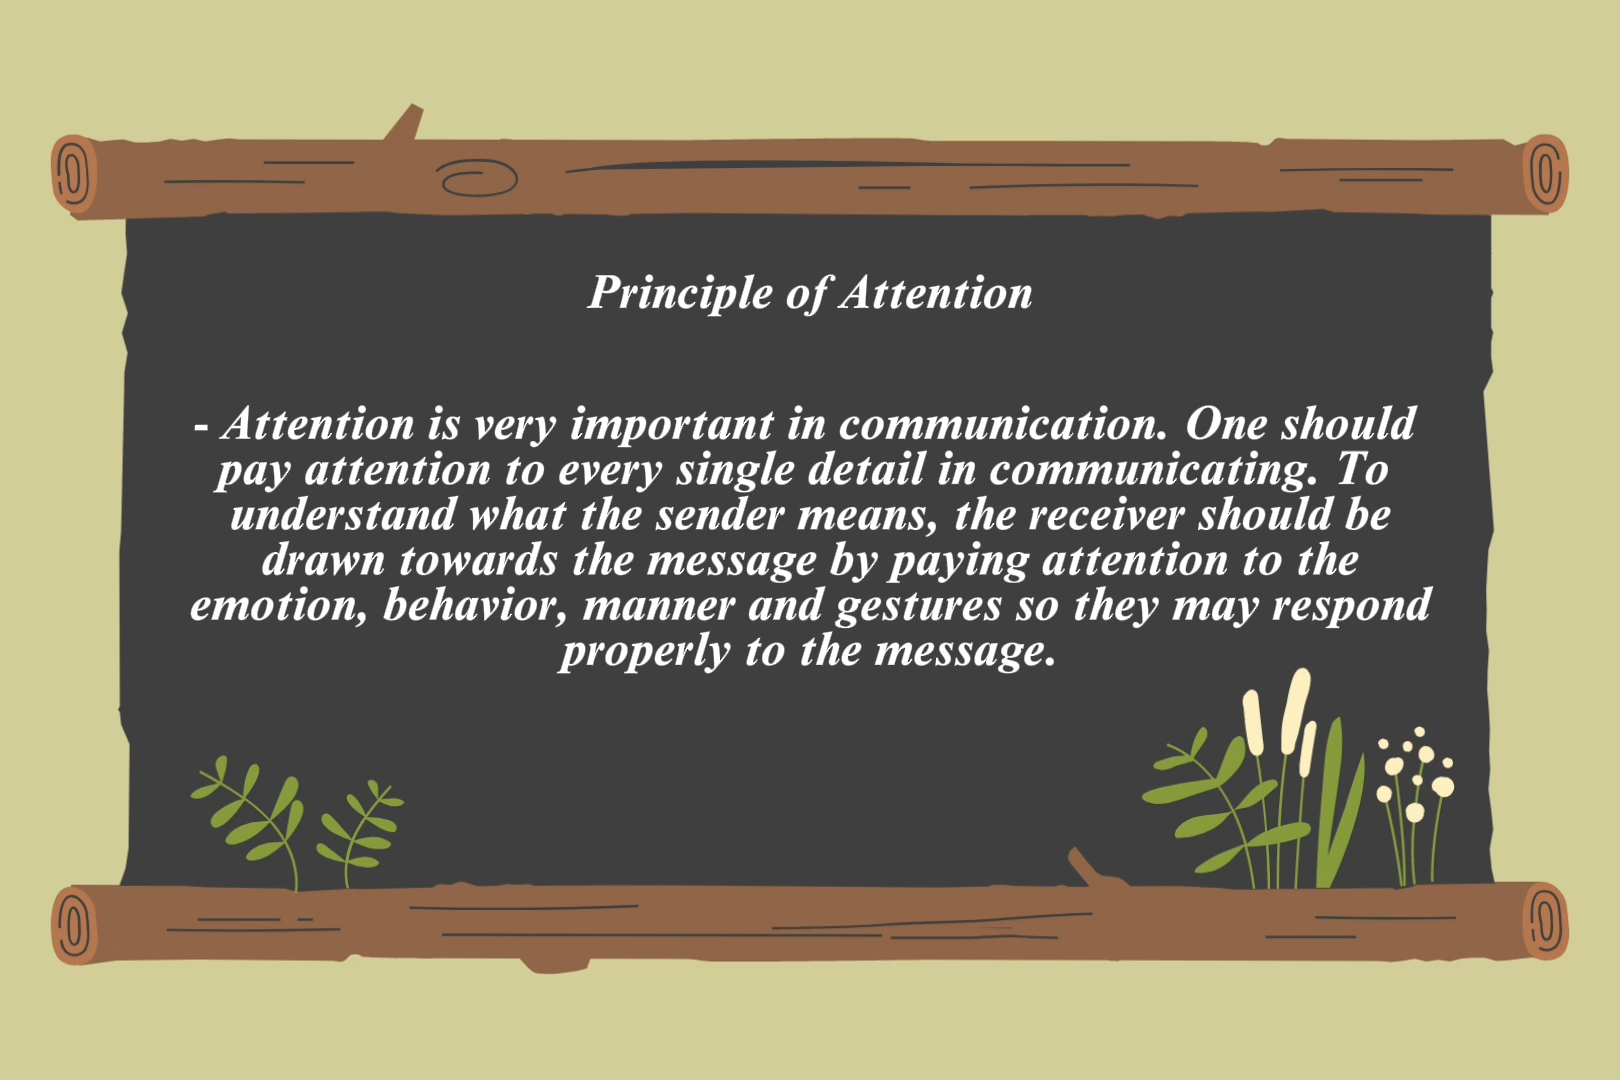 Principle of Attention
- Attention is very important in communication. One should
pay attention to every single detail in communicating. To
understand what the sender means, the receiver should be
drawn towards the message by paying attention to the
emotion, behavior, manner and gestures so they may respond
properly to the message.